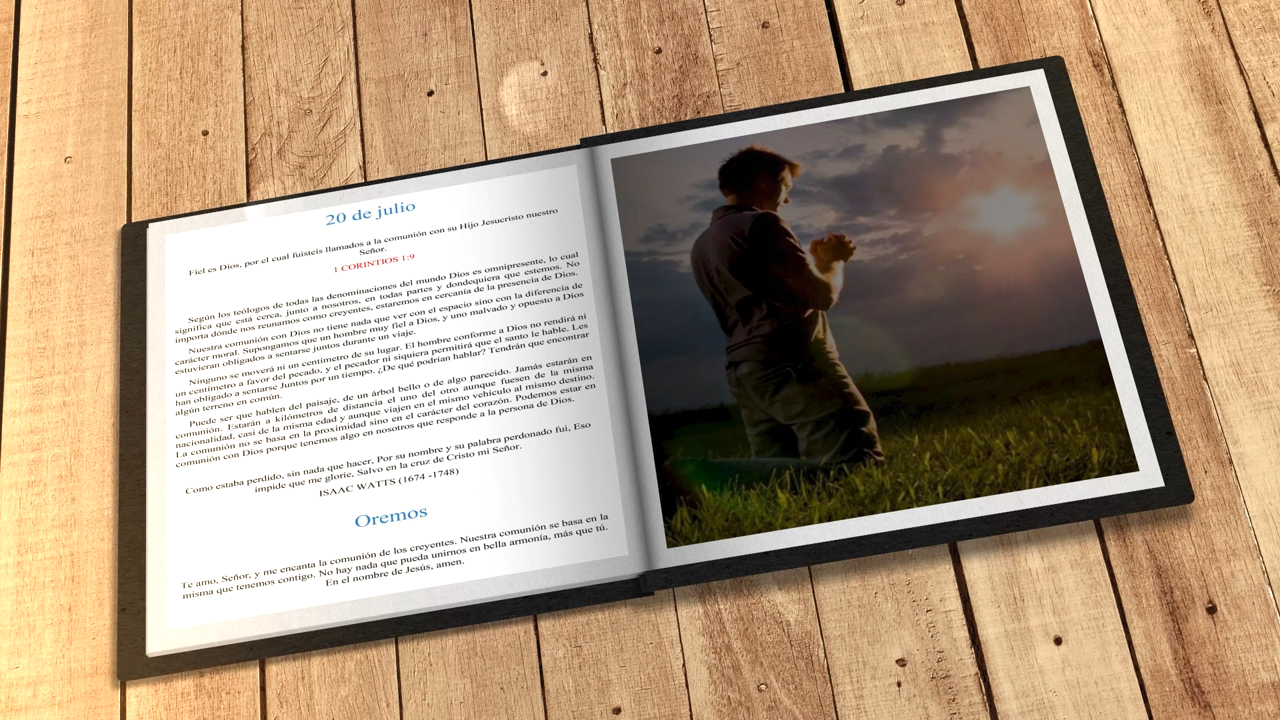 20 de julio
Fiel es Dios, por el cual fuisteis llamados a la comunión con su Hijo Jesucristo nuestro
Señor.
1 CORINTIOS 1:9
Según los teólogos de todas las denominaciones del mundo Dios es omnipresente, lo cual
significa que está cerca, junto a nosotros, en todas partes y dondequiera que estemos. No
importa dónde nos reunamos como creyentes, estaremos en cercanía de la presencia de Dios.
Nuestra comunión con Dios no tiene nada que ver con el espacio sino con la diferencia de
carácter moral. Supongamos que un hombre muy fiel a Dios, y uno malvado y opuesto a Dios
estuvieran obligados a sentarse juntos durante un viaje.
Ninguno se moverá ni un centímetro de su lugar. El hombre conforme a Dios no rendirá ni
un centímetro a favor del pecado, y el pecador ni siquiera permitirá que el santo le hable. Les
han obligado a sentarse Juntos por un tiempo. ¿De qué podrían hablar? Tendrán que encontrar
algún terreno en común.
Puede ser que hablen del paisaje, de un árbol bello o de algo parecido. Jamás estarán en
comunión. Estarán a kilómetros de distancia el uno del otro aunque fuesen de la misma
nacionalidad, casi de la misma edad y aunque viajen en el mismo vehículo al mismo destino.
La comunión no se basa en la proximidad sino en el carácter del corazón. Podemos estar en
comunión con Dios porque tenemos algo en nosotros que responde a la persona de Dios.
Como estaba perdido, sin nada que hacer, Por su nombre y su palabra perdonado fui, Eso
impide que me glorie, Salvo en la cruz de Cristo mi Señor.
ISAAC WATTS (1674 -1748)
Oremos
Te amo, Señor, y me encanta la comunión de los creyentes. Nuestra comunión se basa en la
misma que tenemos contigo. No hay nada que pueda unirnos en bella armonía, más que tú.
En el nombre de Jesús, amen.